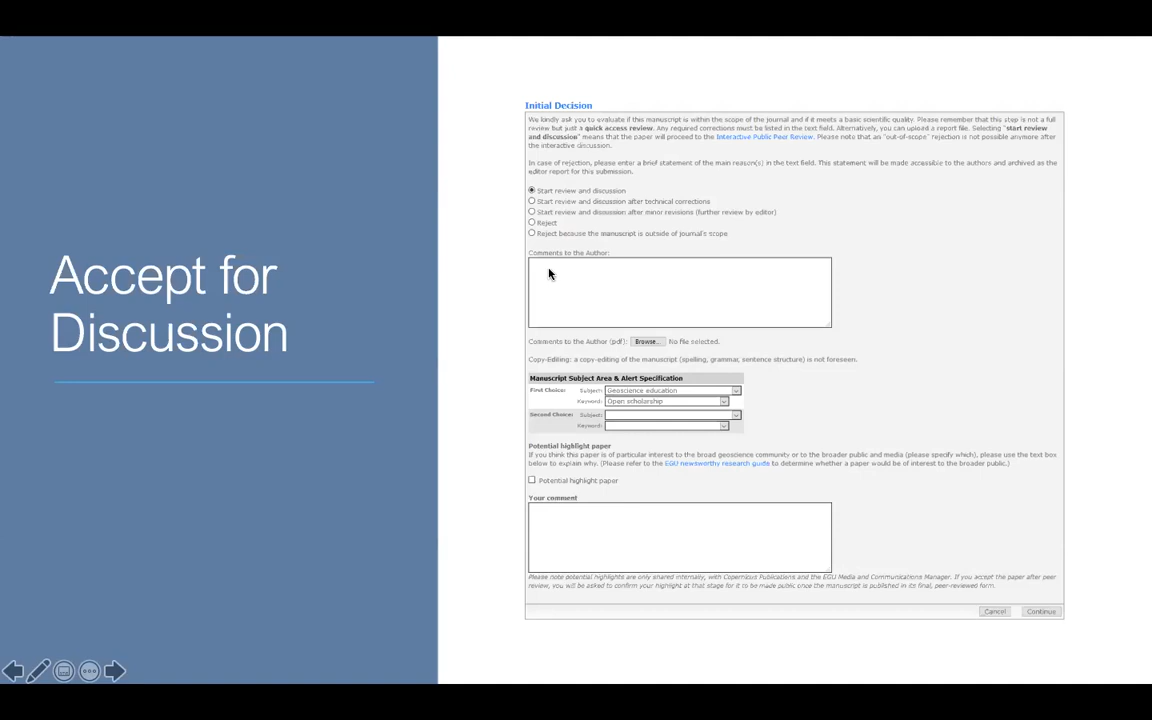 Accept for
Discussion
Initial Decision
We kindly ask you to evaluate if this manuscript is within the scope of the journal and if it meets a basic scientific quality. Please remember that this step is not a full
review but just a quick access review. Any required corrections must be listed in the text field. Alternatively, you can upload a report file. Selecting "start review
and discussion" means that the paper will proceed to the Interactive Public Peer Review. Please note that an "out-of-scope" rejection is not possible anymore after
the interactive discussion.
In case of rejection, please enter a brief statement of the main reason(s) in the text field. This statement will be made accessible to the authors and archived as the
editor report for this submission.
Start review and discussion
Start review and discussion after technical corrections
Start review and discussion after minor revisions (further review by editor)
Reject
Reject because the manuscript is outside of journal's scope
Comments to the Author:
Comments to the Author (pdf): Browse... No file selected.
Copy-Editing: a copy-editing of the manuscript (spelling, grammar, sentence structure) is not foreseen.
Manuscript Subject Area & Alert Specification
First Choice: Subject: Geoscience education
Keyword: Open scholarship
Second Choice: Subject:
Keyword:
Potential highlight paper
If you think this paper is of particular interest to the broad geoscience community or to the broader public and media (please specify which), please use the text box
below to explain why. (Please refer to the EGU newsworthy research guide to determine whether a paper would be of interest to the broader public.)
Potential highlight paper
Your comment
Please note potential highlights are only shared internally, with Copernicus Publications and the EGU Media and Communications Manager. If you accept the paper after peer
review, you will be asked to confirm your highlight at that stage for it to be made public once the manuscript is published in its final, peer-reviewed form.
Cancel Continue